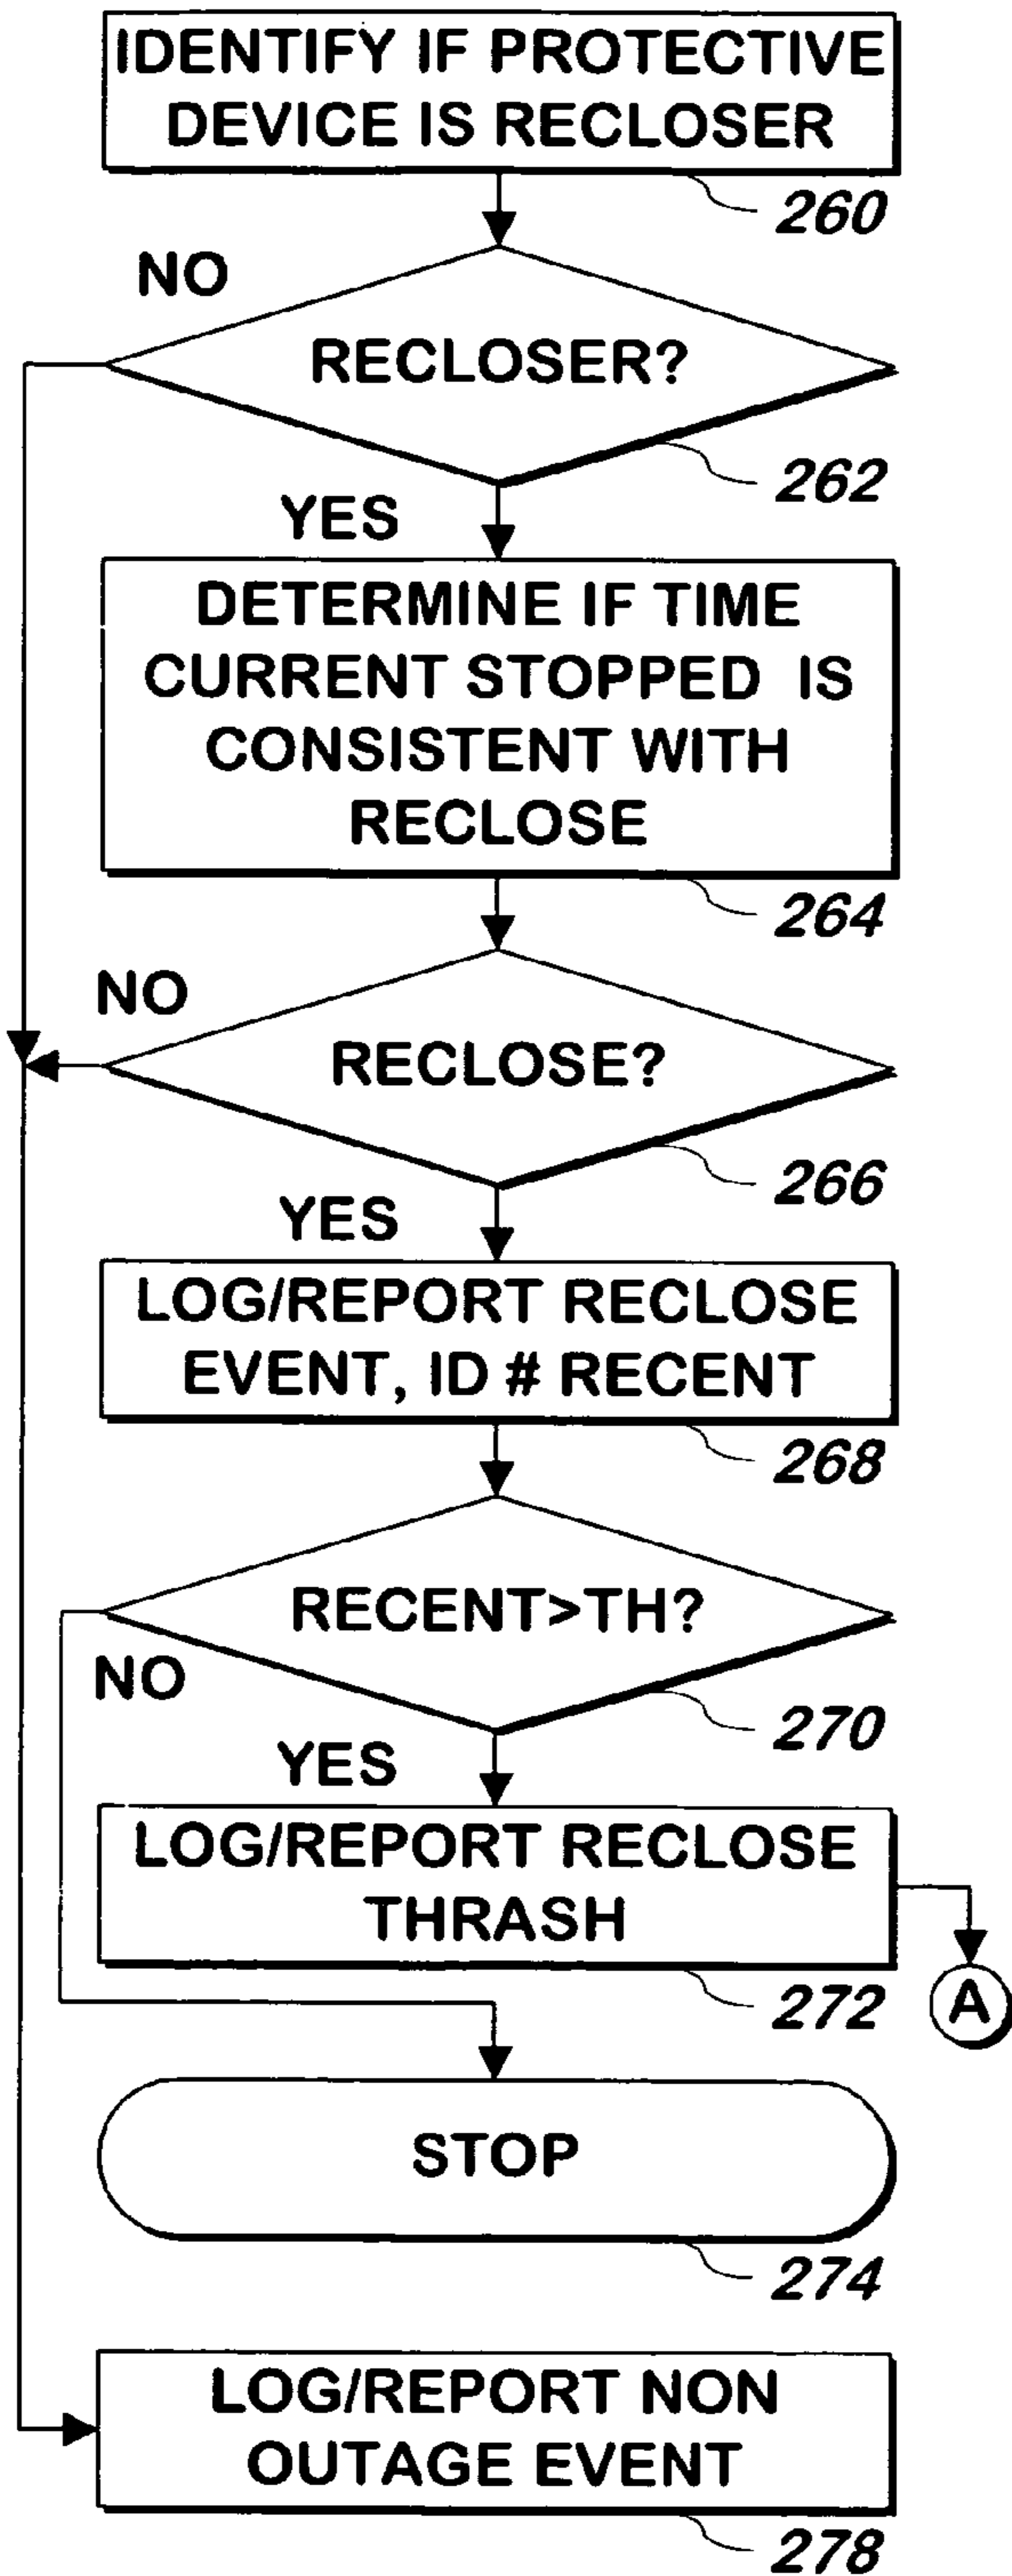 IDENTIFY IF PROTECTIVE
DEVICE IS RECLOSER
260
NO
RECLOSER?
262
YES
DETERMINE IF TIME
CURRENT STOPPED IS
CONSISTENT WITH
RECLOSE
264
NO
RECLOSE?
266
YES
LOG/REPORT RECLOSE
EVENT, ID # RECENT
268
RECENT>TH?
NO
270
YES
LOG/REPORT RECLOSE
THRASH
272
A
STOP
274
LOG/REPORT NON
OUTAGE EVENT
278